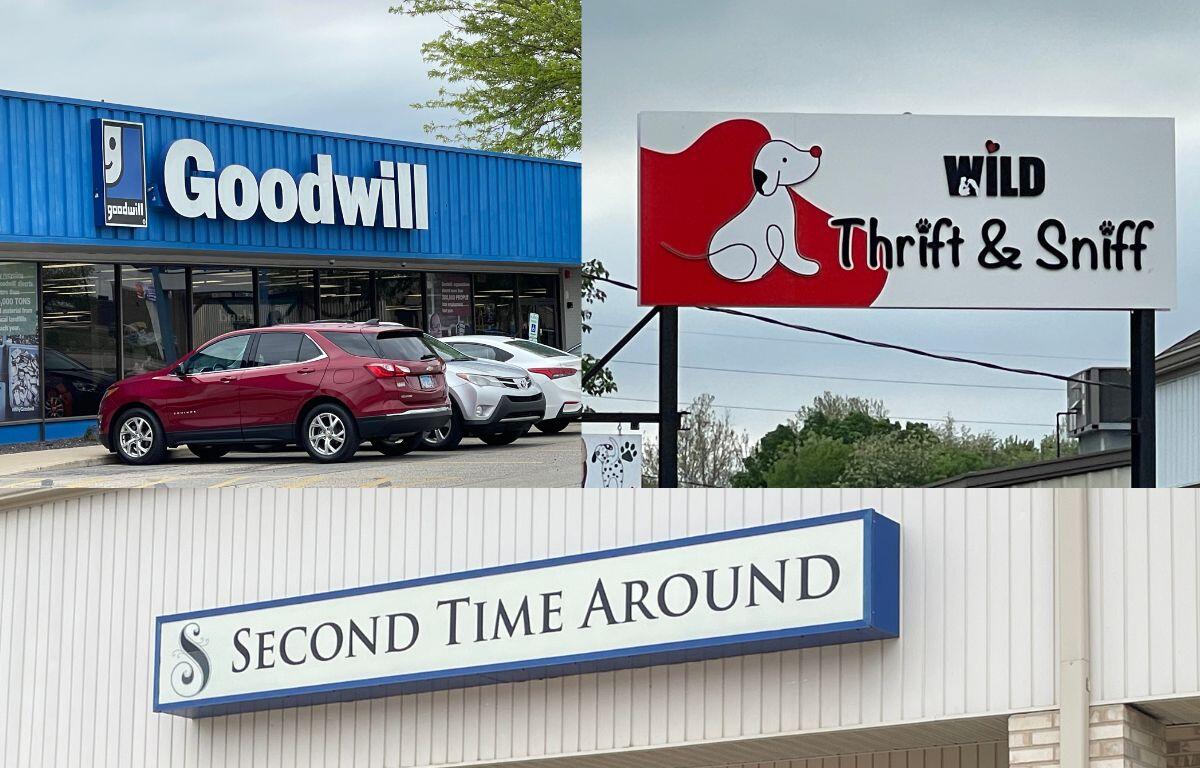 goodwill
Goodwill
WILD
Thrift & Sniff
SECOND TIME AROUND